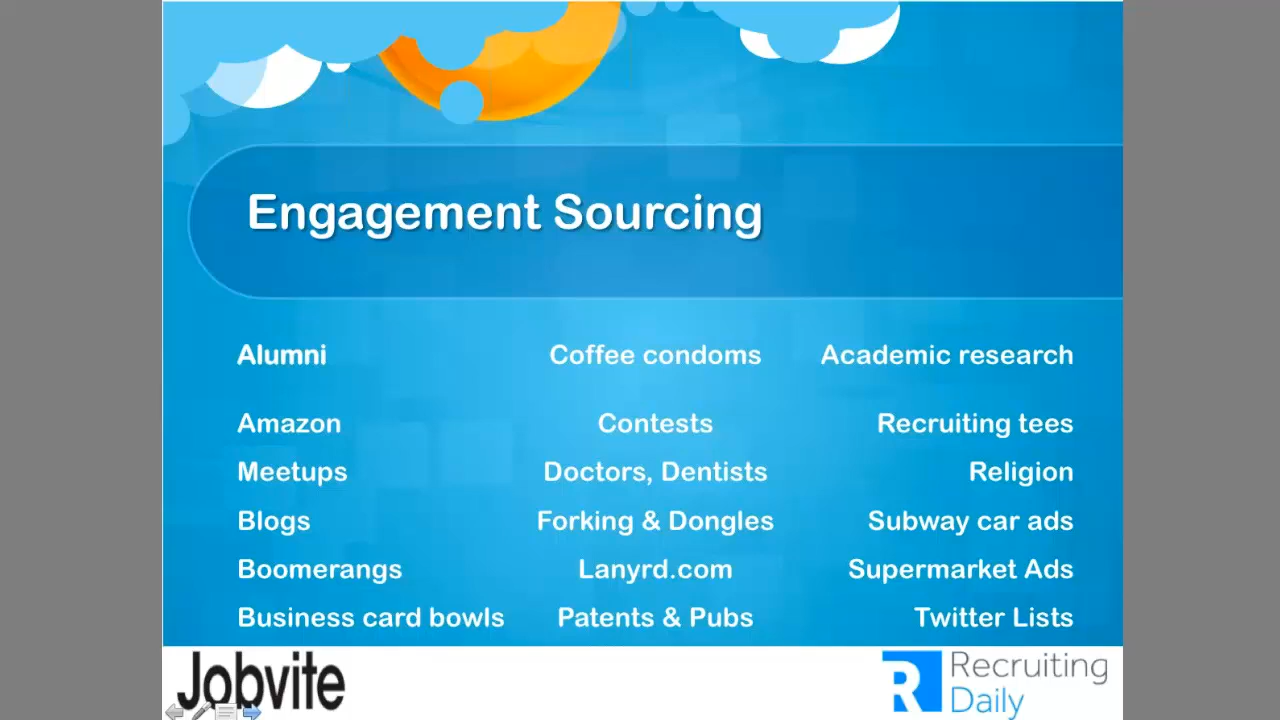 Engagement Sourcing
Alumni Coffee condoms Academic research
Amazon Contests Recruiting tees
Meetups Doctors, Dentists Religion
Blogs Forking & Dongles Subway car ads
Boomerangs Lanyrd.com Supermarket Ads
Business card bowls Patents & Pubs Twitter Lists
Jobvite
R Recruiting
Daily